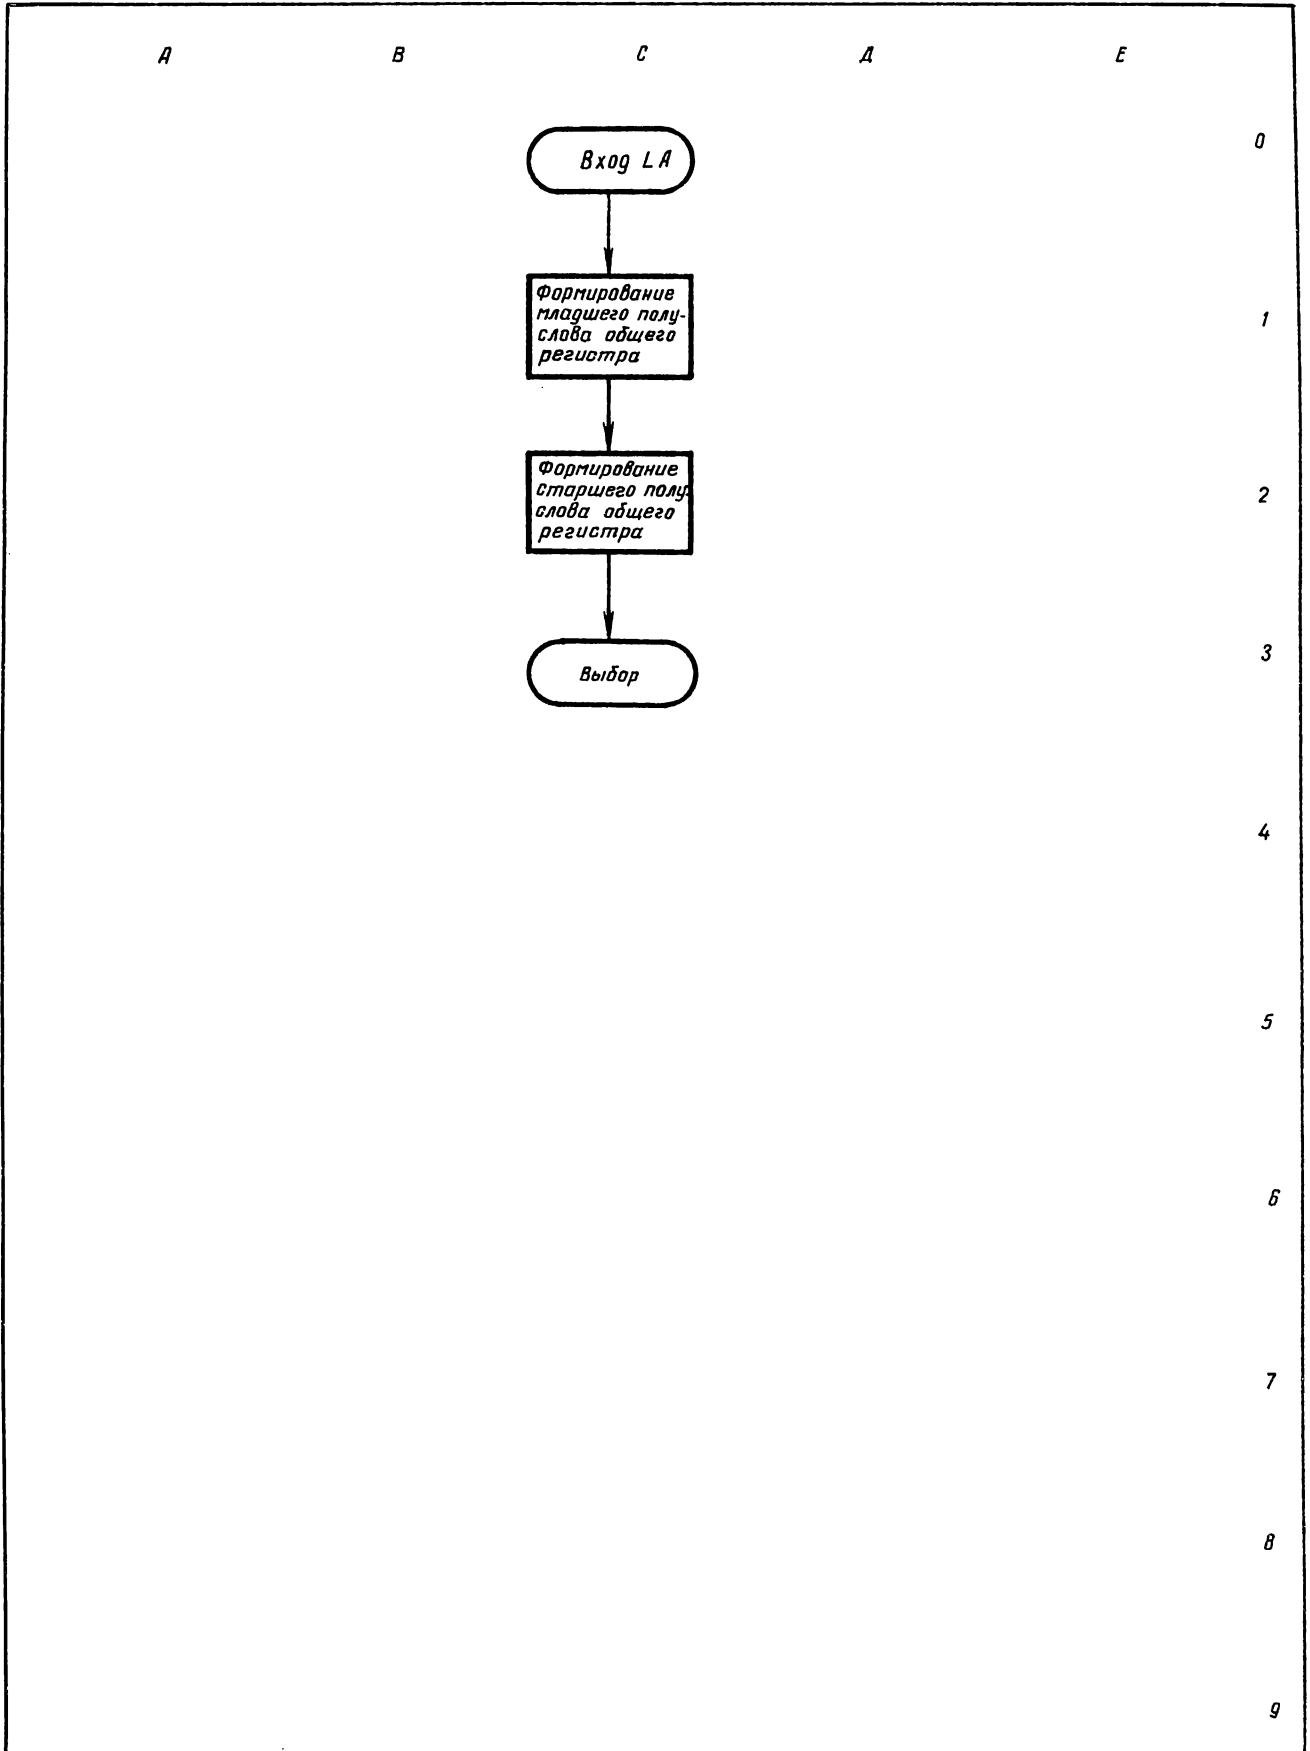 А В С Д Е
0
Вход LA
Формирование
младшего полу-
слова общего
регистра
1
Формирование
старшего полу-
слова общего
регистра
2
Выбор
3
4
5
6
7
8
9